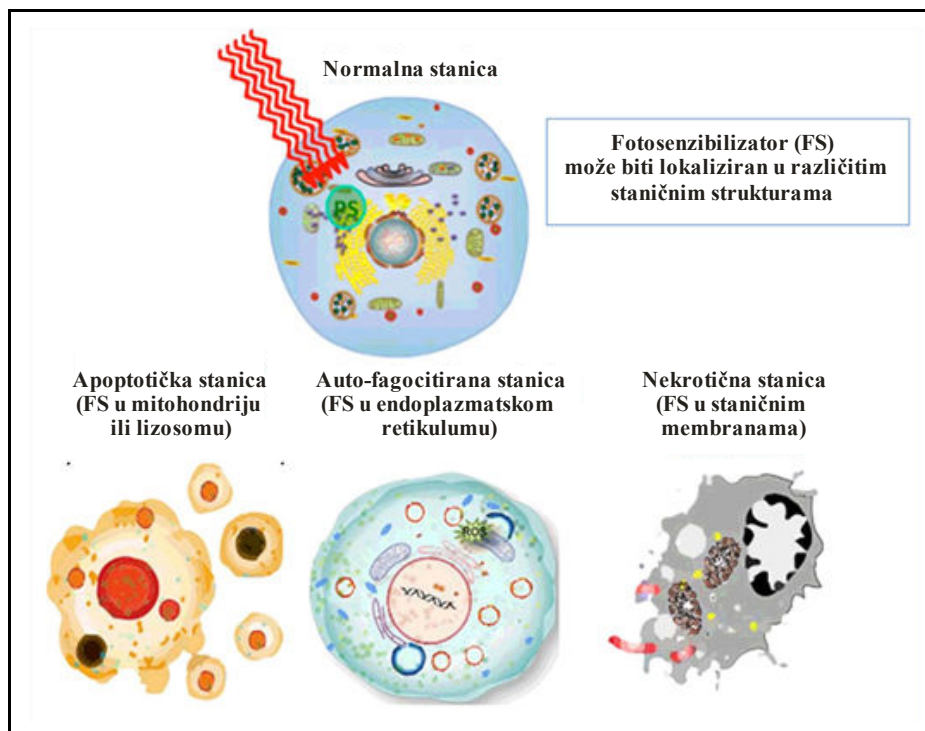 Normalna stanica
Fotosenzibilizator (FS)
može biti lokaliziran u različitim
staničnim strukturama
PS
Apoptotička stanica
(FS u mitohondriju
ili lizosomu)
Auto-fagocitirana stanica
(FS u endoplazmatskom
retikulumu)
Nekrotična stanica
(FS u staničnim
membranama)
ROS